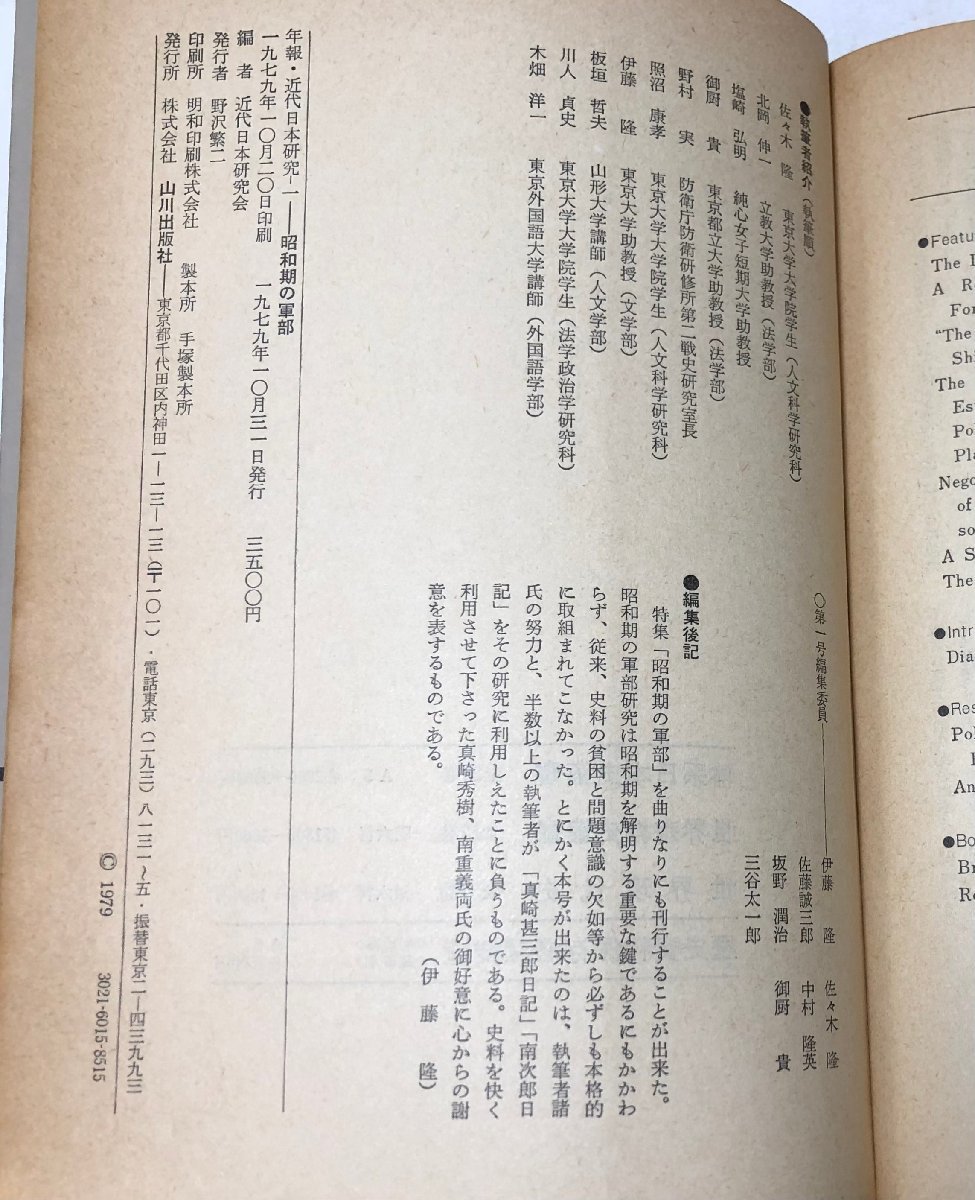 ●執筆者紹介（執筆順）
佐々木 隆 東京大学大学院学生（人文科学研究科）
北岡 伸一 立教大学助教授（法学部）
塩崎 弘明 純心女子短期大学助教授
御厨 貴 東京都立大学助教授（法学部）
野村 実 防衛庁防衛研修所第二戦史研究室長
照沼 康孝 東京大学大学院学生（人文科学研究科）
伊藤 隆 東京大学助教授（文学部）
板垣 哲夫 山形大学講師（人文学部）
川人 貞史 東京大学大学院学生（法学政治学研究科）
木畑 洋一 東京外国語大学講師（外国語学部）
○第一号編集委員
伊藤 隆 佐々木 隆
佐藤誠三郎 中村 隆英
坂野 潤治 御厨 貴
三谷太一郎
●編集後記
特集「昭和期の軍部」を曲りなりにも刊行することが出来た。
昭和期の軍部研究は昭和期を解明する重要な鍵であるにもかかわ
らず、従来、史料の貧困と問題意識の欠如等から必ずしも本格的
に取組まれてこなかった。とにかく本号が出来たのは、執筆者諸
氏の努力と、半数以上の執筆者が「真崎甚三郎日記」「南次郎日
記」をその研究に利用しえたことに負うものである。史料を快く
利用させて下さった真崎秀樹、南重義両氏の御好意に心からの謝
意を表するものである。
（伊藤 隆）
年報・近代日本研究－一――昭和期の軍部
一九七九年一〇月二〇日印刷 一九七九年一〇月三一日発行 三五〇〇円
編 者 近代日本研究会
発行者 野沢繁二
印刷所 明和印刷株式会社 製本所 手塚製本所
発行所 株式会社 山川出版社――東京都千代田区内神田一―一三―一三（〒一〇一）・電話東京（二九三）八一三一～五・振替東京二―四三九九三
© 1979 3021-6015-8515
●Featu
The
A R
For
"The
Shi
The
Es
Pol
Pla
Nego
of
so
A S
The
●Intr
Dia
●Res
Pol
An
●Bo
Br
Re